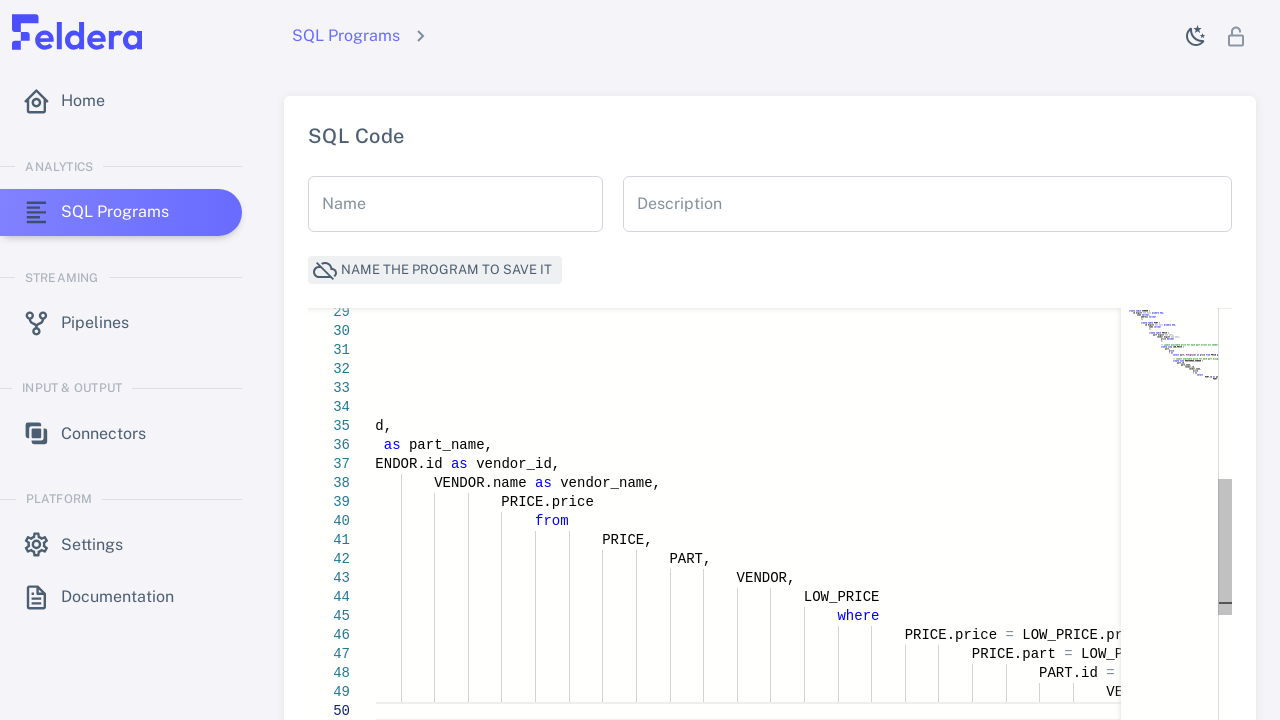 Feldera
SQL Programs
Home
ANALYTICS
SQL Programs
STREAMING
Pipelines
INPUT & OUTPUT
Connectors
PLATFORM
Settings
Documentation
SQL Code
Name
Description
NAME THE PROGRAM TO SAVE IT
29
30
31
32
33
34
35 d,
36 as part_name,
37 ENDOR.id as vendor_id,
38 VENDOR.name as vendor_name,
39 PRICE.price
40 from
41 PRICE,
42 PART,
43 VENDOR,
44 LOW_PRICE
45 where
46 PRICE.price = LOW_PRICE.pr
47 PRICE.part = LOW_P
48 PART.id =
49 VE
50